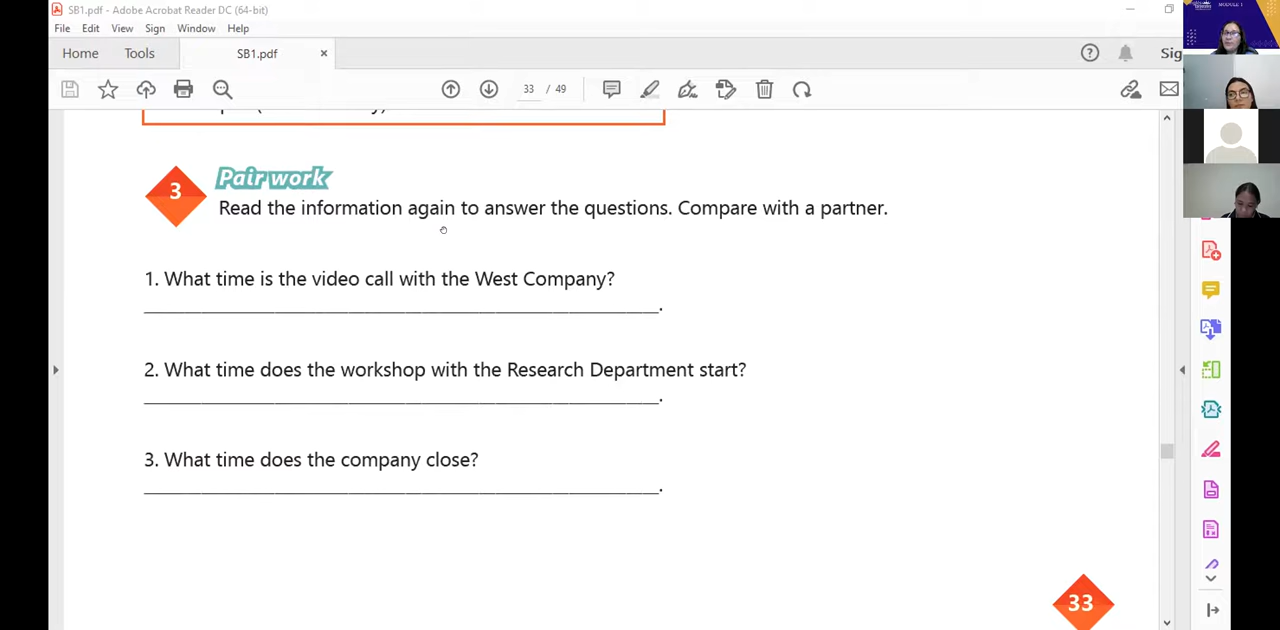 SB1.pdf - Adobe Acrobat Reader DC (64-bit)
File Edit View Sign Window Help
Home Tools SB1.pdf
33 / 49
MODULE 1
3
Pair work
Read the information again to answer the questions. Compare with a partner.
1. What time is the video call with the West Company?
2. What time does the workshop with the Research Department start?
3. What time does the company close?
33